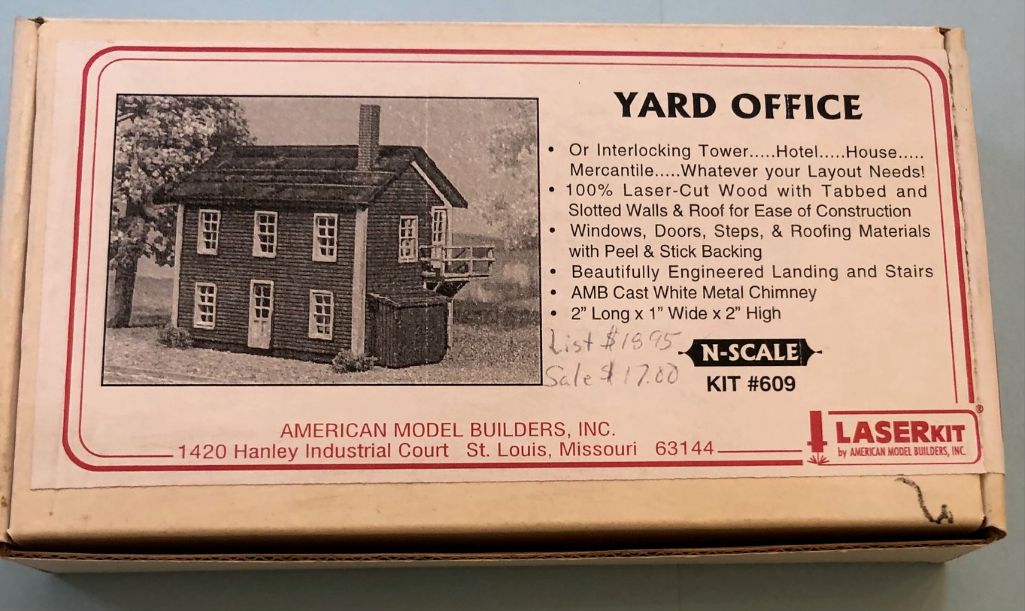 YARD OFFICE
• Or Interlocking Tower.....Hotel.....House.....
Mercantile.....Whatever your Layout Needs!
• 100% Laser-Cut Wood with Tabbed and
Slotted Walls & Roof for Ease of Construction
• Windows, Doors, Steps, & Roofing Materials
with Peel & Stick Backing
• Beautifully Engineered Landing and Stairs
• AMB Cast White Metal Chimney
• 2” Long x 1” Wide x 2” High
List $18.95
Sale $17.00
N-SCALE
KIT #609
AMERICAN MODEL BUILDERS, INC.
1420 Hanley Industrial Court St. Louis, Missouri 63144
LASERKIT®
by AMERICAN MODEL BUILDERS, INC.